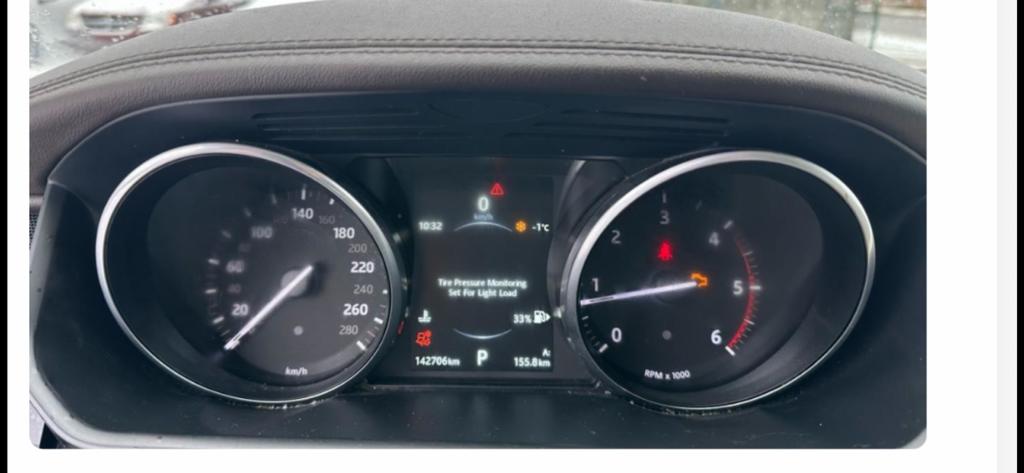 20
60
100
140
160
180
200
220
240
260
280
km/h
0
km/h
10:32
-1°C
Tire Pressure Monitoring
Set For Light Load
33%
142706km
P
A:
155.8km
0
1
2
3
4
5
6
RPM x 1000